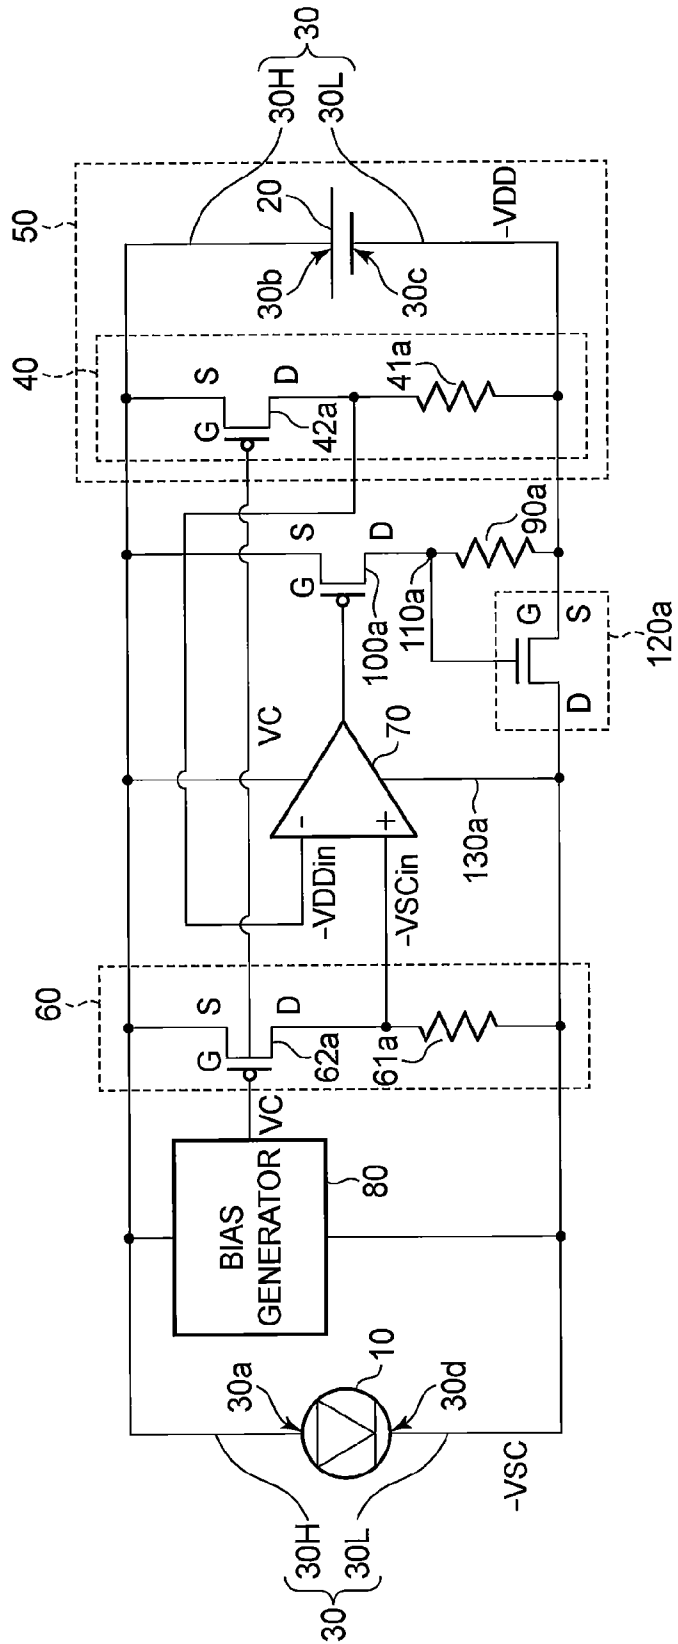 30
30H
30L
50
20
-VDD
30b
30c
40
S
D
G
42a
41a
S
D
G
100a
110a
90a
G
S
D
120a
VC
70
-
+
130a
-VDDin
-VSCin
60
S
D
G
62a
61a
VC
BIAS
GENERATOR
80
30a
10
30d
-VSC
30H
30L
30